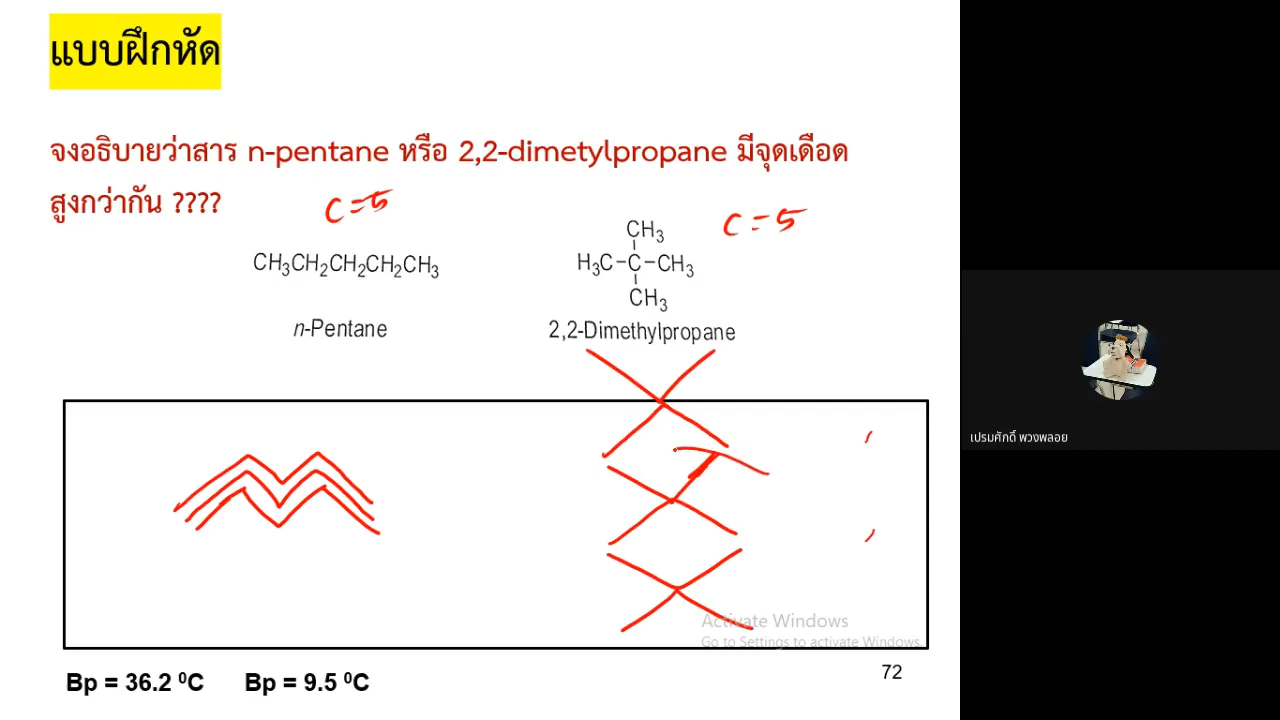 แบบฝึกหัด
จงอธิบายว่าสาร n-pentane หรือ 2,2-dimetylpropane มีจุดเดือด
สูงกว่ากัน ????
C=5
C=5
CH3
CH3CH2CH2CH2CH3
H3C-C-CH3
CH3
n-Pentane
2,2-Dimethylpropane
เปรมศักดิ์ พวงพลอย
Activate Windows
Go to Settings to activate Windows.
72
Bp = 36.2 ⁰C Bp = 9.5 ⁰C